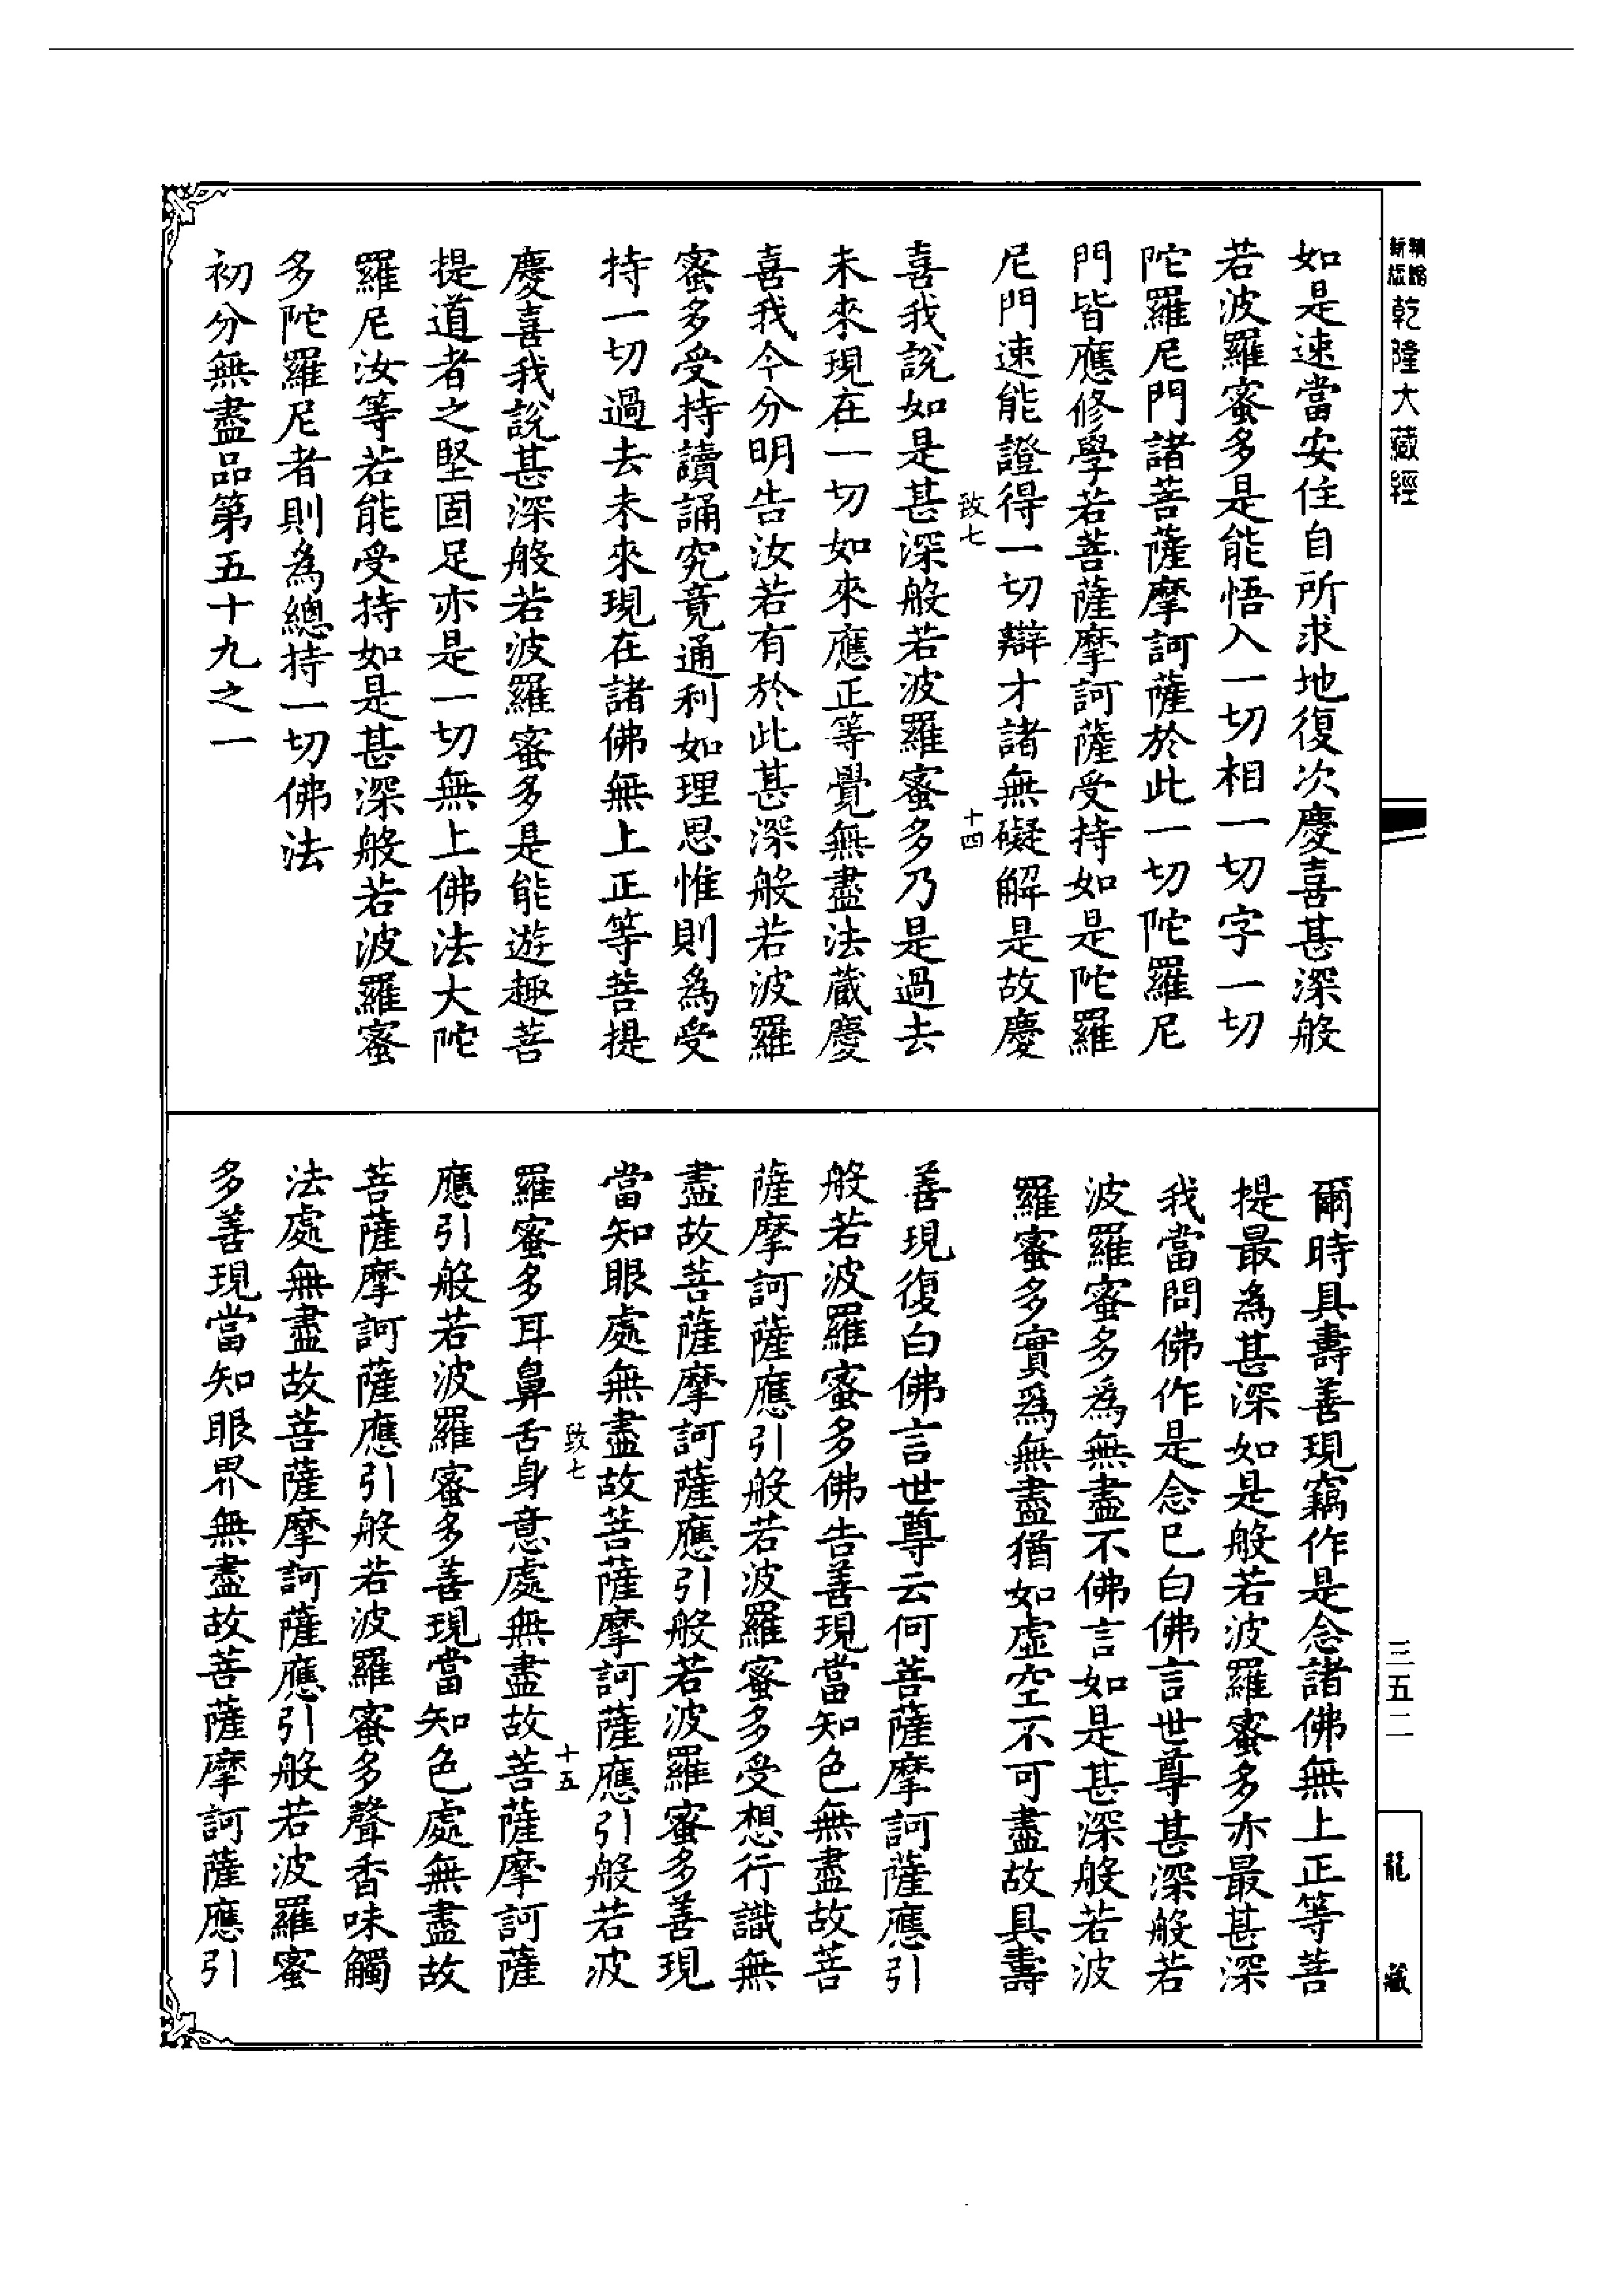 新版
精縮
乾隆大藏經
如是速當安住自所求地復次慶喜甚深般
若波羅蜜多是能悟入一切相一切字一切
陀羅尼門諸菩薩摩訶薩於此一切陀羅尼
門皆應修學若菩薩摩訶薩受持如是陀羅
尼門速能證得一切辯才諸無礙解是故慶
致七
十四
喜我說如是甚深般若波羅蜜多乃是過去
未來現在一切如來應正等覺無盡法藏慶
喜我今分明告汝若有於此甚深般若波羅
蜜多受持讀誦究竟通利如理思惟則為受
持一切過去未來現在諸佛無上正等菩提
慶喜我說甚深般若波羅蜜多是能遊趣菩
提道者之堅固足亦是一切無上佛法大陀
羅尼汝等若能受持如是甚深般若波羅蜜
多陀羅尼者則為總持一切佛法
初分無盡品第五十九之一
爾時具壽善現竊作是念諸佛無上正等菩
提最為甚深如是般若波羅蜜多亦最甚深
我當問佛作是念已白佛言世尊甚深般若
波羅蜜多為無盡不佛言如是甚深般若波
羅蜜多實為無盡猶如虛空不可盡故具壽
善現復白佛言世尊云何菩薩摩訶薩應引
般若波羅蜜多佛告善現當知色無盡故菩
薩摩訶薩應引般若波羅蜜多受想行識無
盡故菩薩摩訶薩應引般若波羅蜜多善現
當知眼處無盡故菩薩摩訶薩應引般若波
致七
十五
羅蜜多耳鼻舌身意處無盡故菩薩摩訶薩
應引般若波羅蜜多善現當知色處無盡故
菩薩摩訶薩應引般若波羅蜜多聲香味觸
法處無盡故菩薩摩訶薩應引般若波羅蜜
多善現當知眼界無盡故菩薩摩訶薩應引
三五二
龍藏